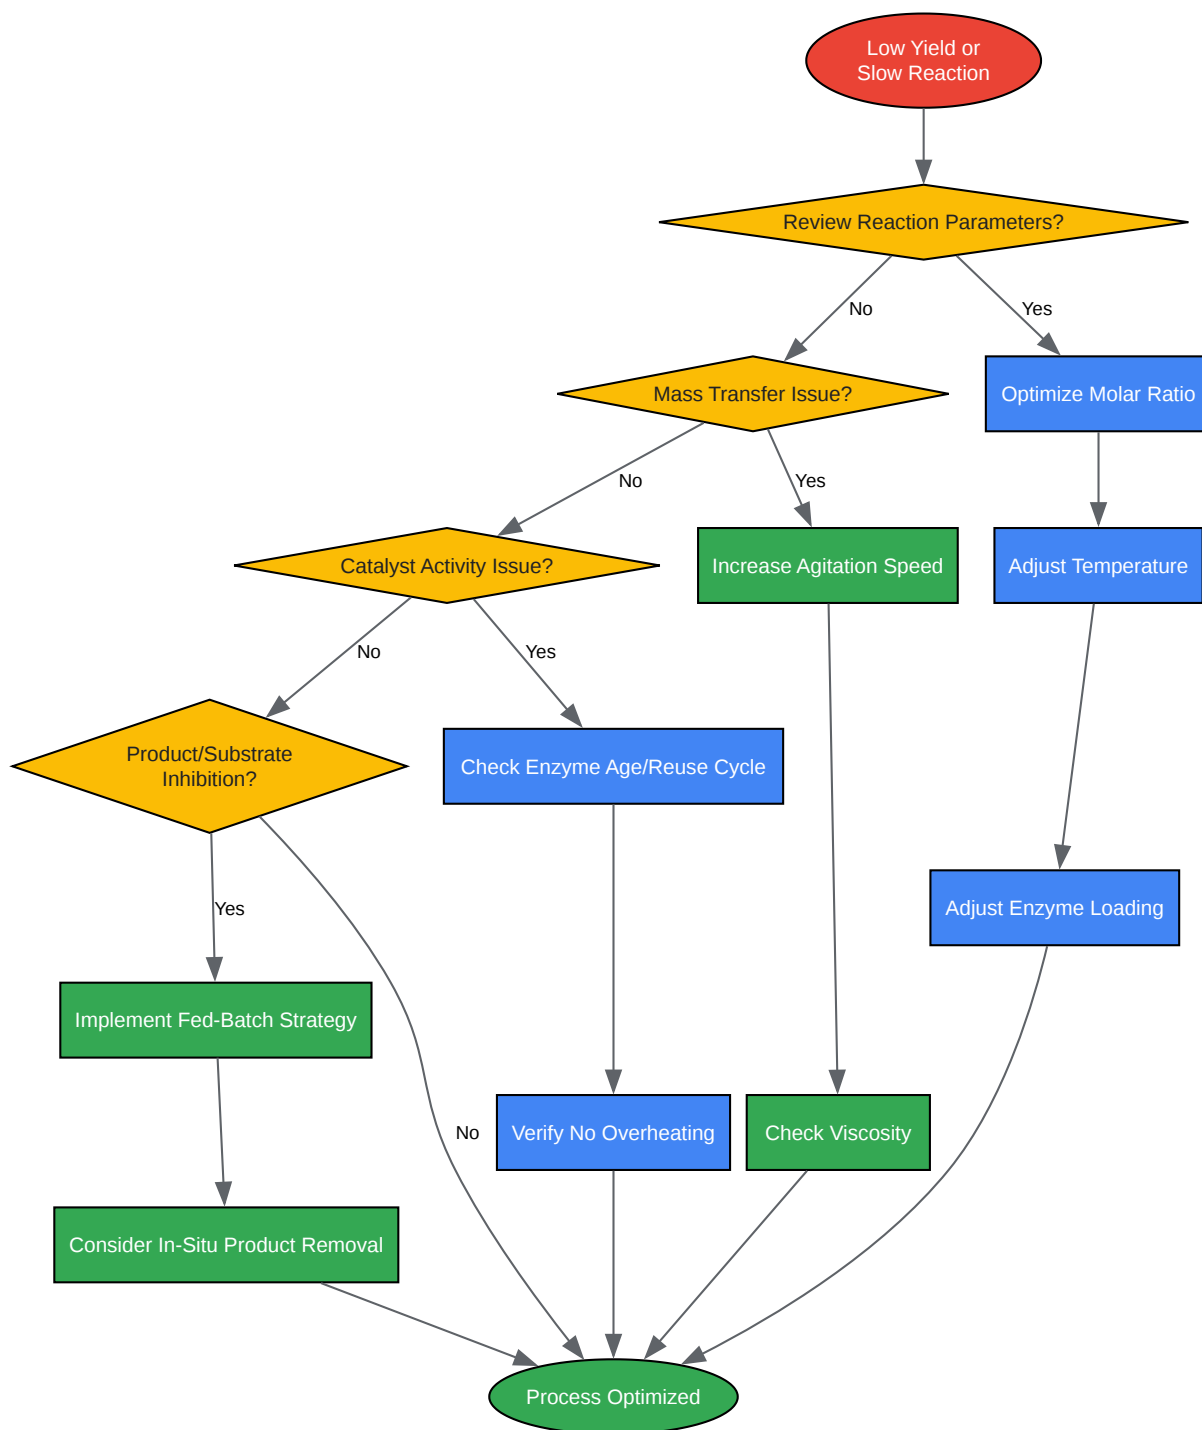 Low Yield or
Slow Reaction
Review Reaction Parameters?
No
Yes
Mass Transfer Issue?
Optimize Molar Ratio
No
Yes
Catalyst Activity Issue?
Increase Agitation Speed
Adjust Temperature
No
Yes
Product/Substrate
Inhibition?
Check Enzyme Age/Reuse Cycle
Yes
Adjust Enzyme Loading
Implement Fed-Batch Strategy
No
Verify No Overheating
Check Viscosity
Consider In-Situ Product Removal
Process Optimized